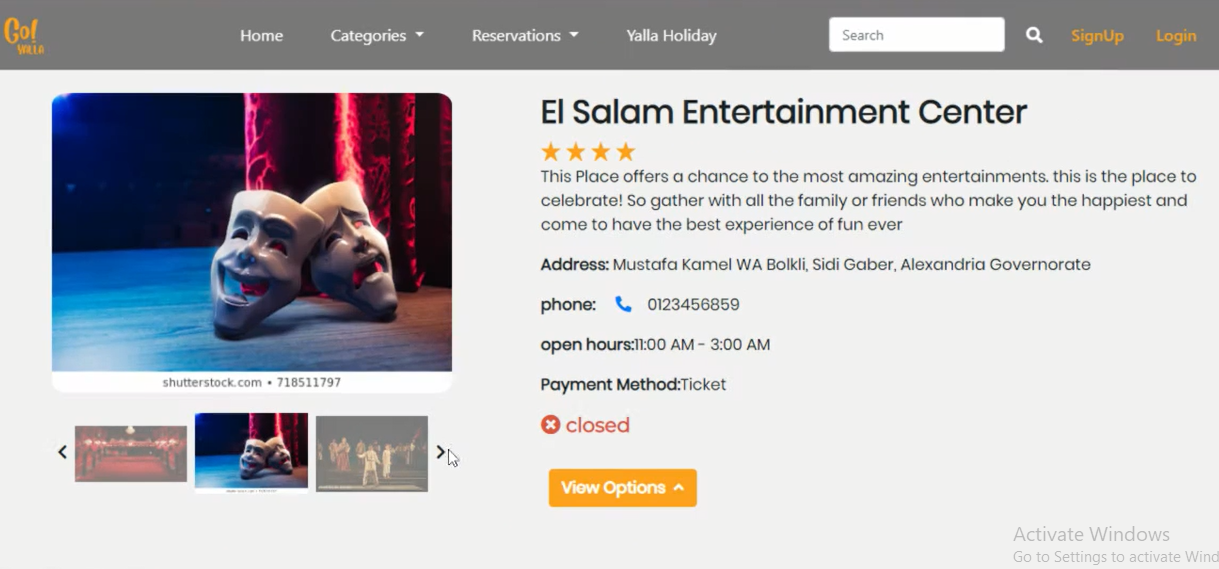 Go!
YALLA
Home
Categories
Reservations
Yalla Holiday
Search
SignUp
Login
El Salam Entertainment Center
This Place offers a chance to the most amazing entertainments. this is the place to
celebrate! So gather with all the family or friends who make you the happiest and
come to have the best experience of fun ever
Address: Mustafa Kamel WA Bolkli, Sidi Gaber, Alexandria Governorate
phone: 0123456859
open hours:11:00 AM - 3:00 AM
Payment Method:Ticket
closed
View Options
shutterstock.com • 718511797
Activate Windows
Go to Settings to activate Wind